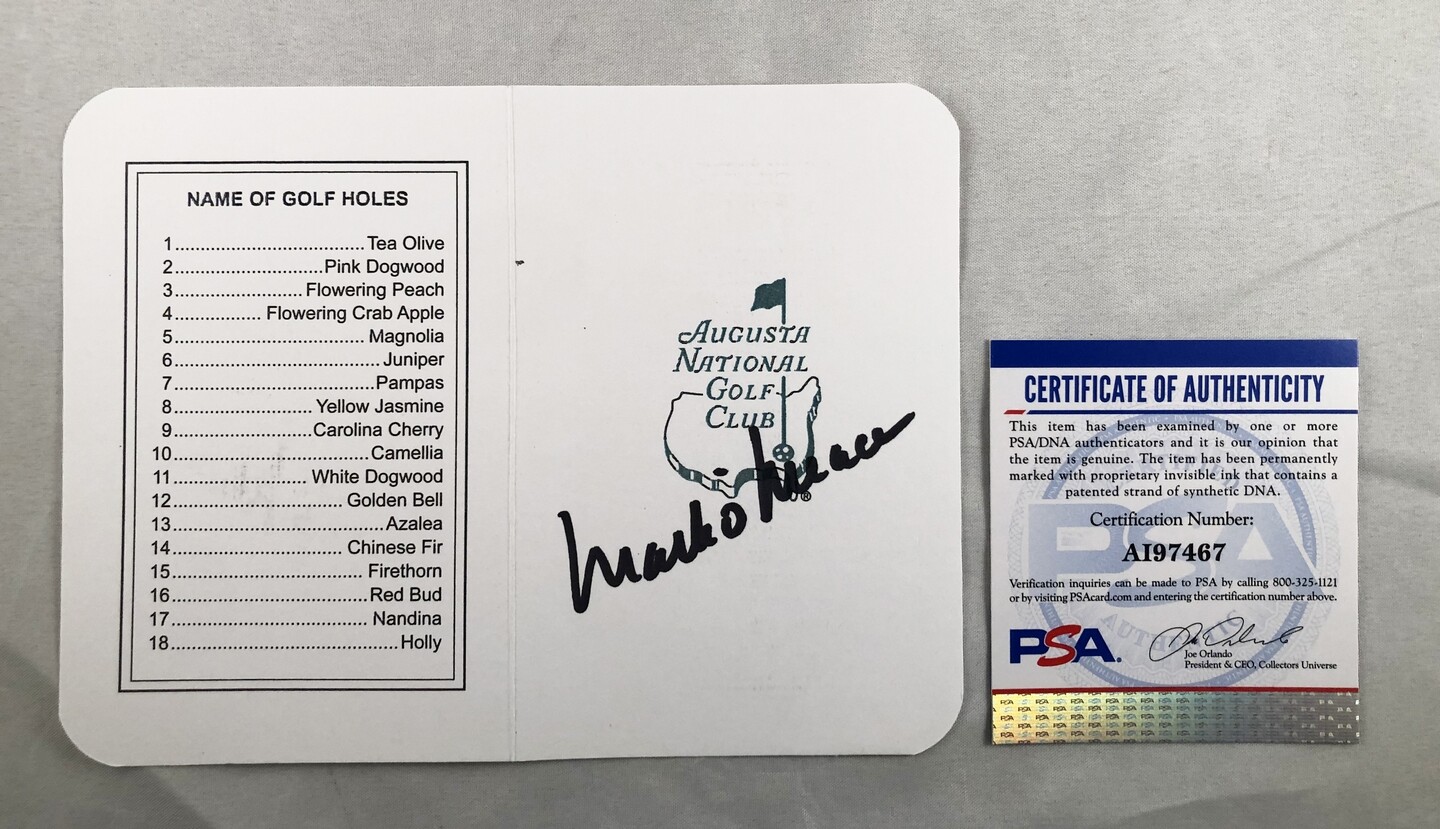 NAME OF GOLF HOLES
1.......................................Tea Olive
2...............................Pink Dogwood
3...........................Flowering Peach
4.................. Flowering Crab Apple
5....................................... Magnolia
6...........................................Juniper
7.........................................Pampas
8............................. Yellow Jasmine
9.............................Carolina Cherry
10.......................................Camellia
11............................ White Dogwood
12.................................. Golden Bell
13...........................................Azalea
14.................................. Chinese Fir
15...................................... Firethorn
16.......................................Red Bud
17....................................... Nandina
18..............................................Holly
AUGUSTA
NATIONAL
GOLF
CLUB
®
Mark O'Meara
CERTIFICATE OF AUTHENTICITY
This item has been examined by one or more
PSA/DNA authenticators and it is our opinion that
the item is genuine. The item has been permanently
marked with proprietary invisible ink that contains a
patented strand of synthetic DNA.
Certification Number:
AI97467
Verification inquiries can be made to PSA by calling 800-325-1121
or by visiting PSAcard.com and entering the certification number above.
PSA.
Joe Orlando
President & CEO, Collectors Universe